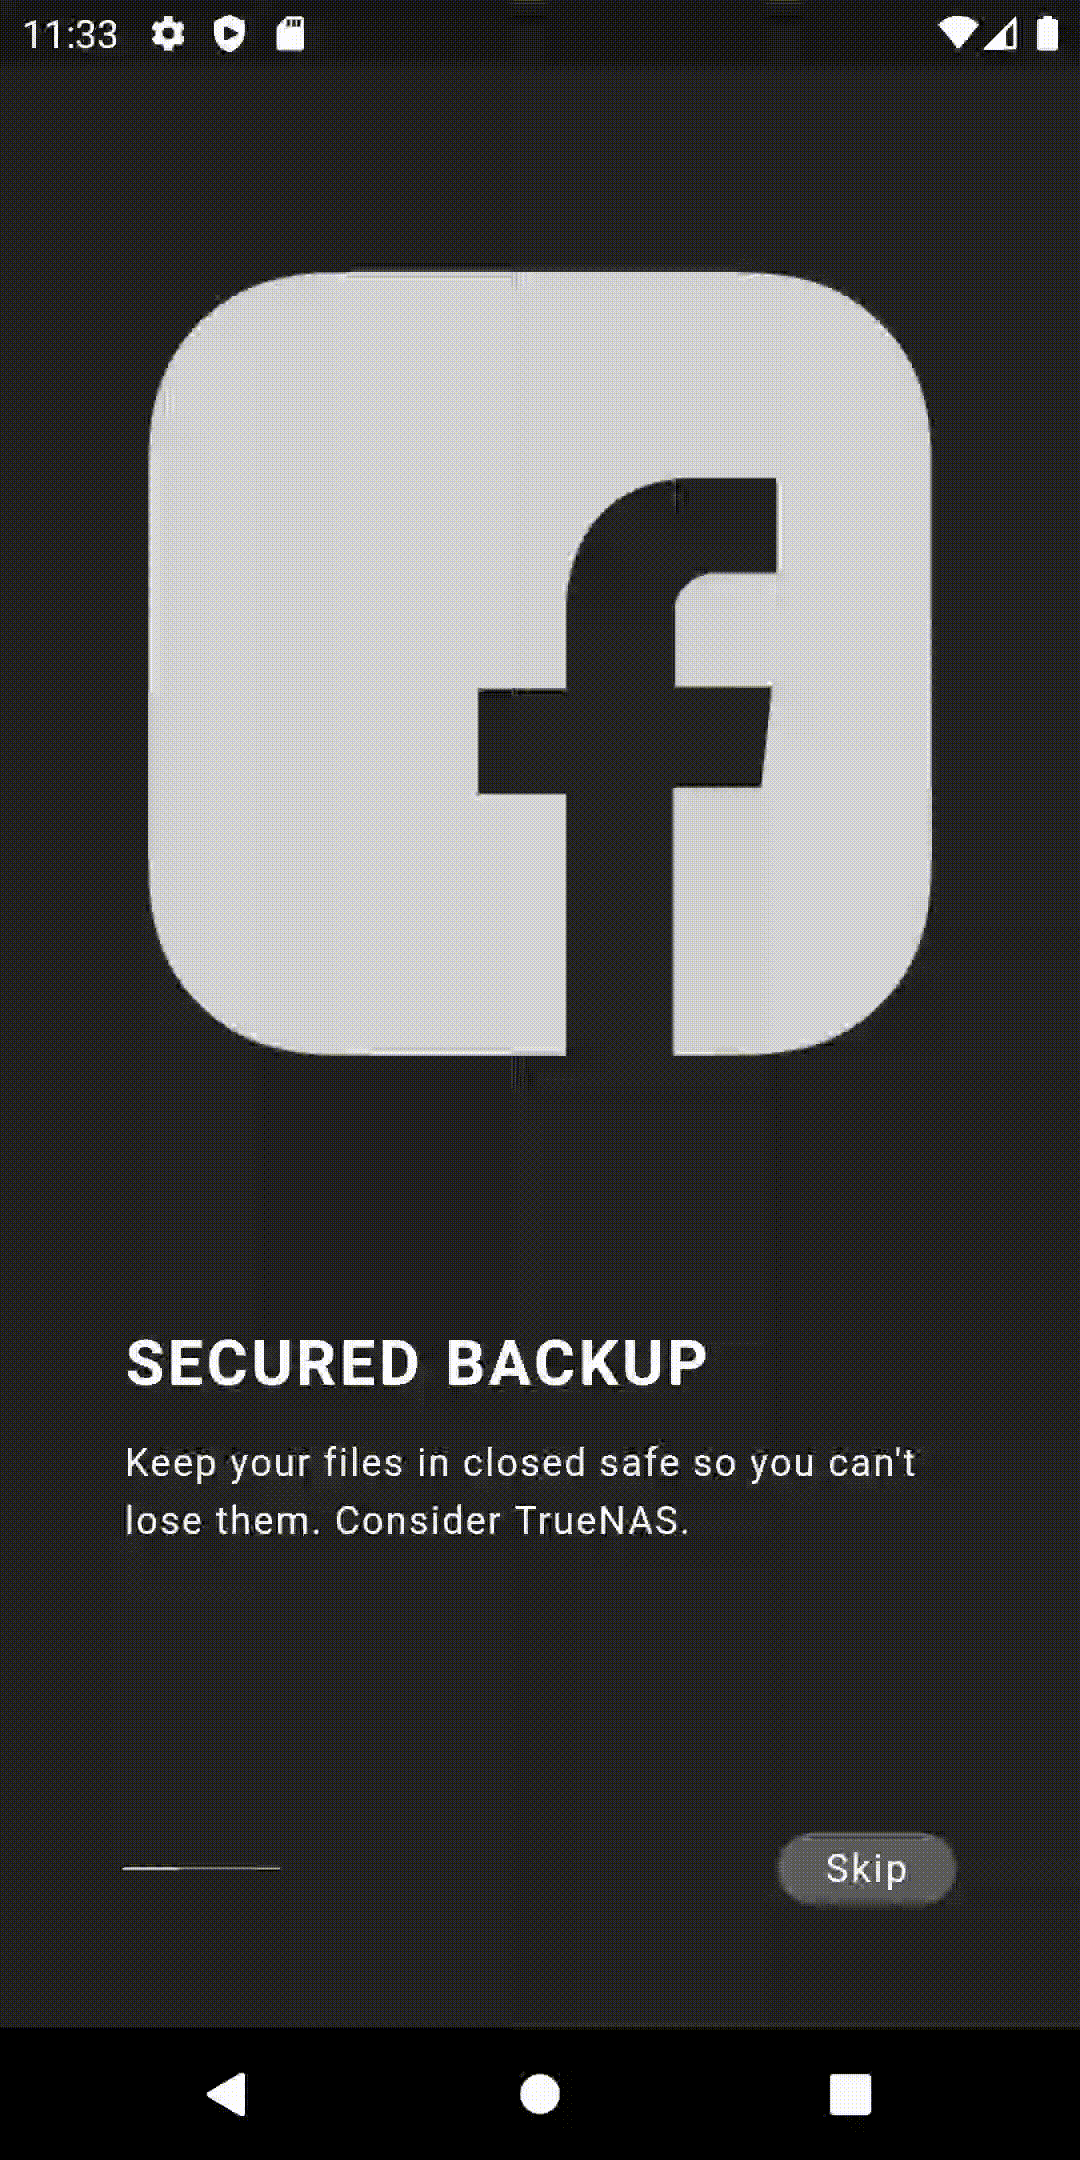 11:33
f
SECURED BACKUP
Keep your files in closed safe so you can't
lose them. Consider TrueNAS.
Skip